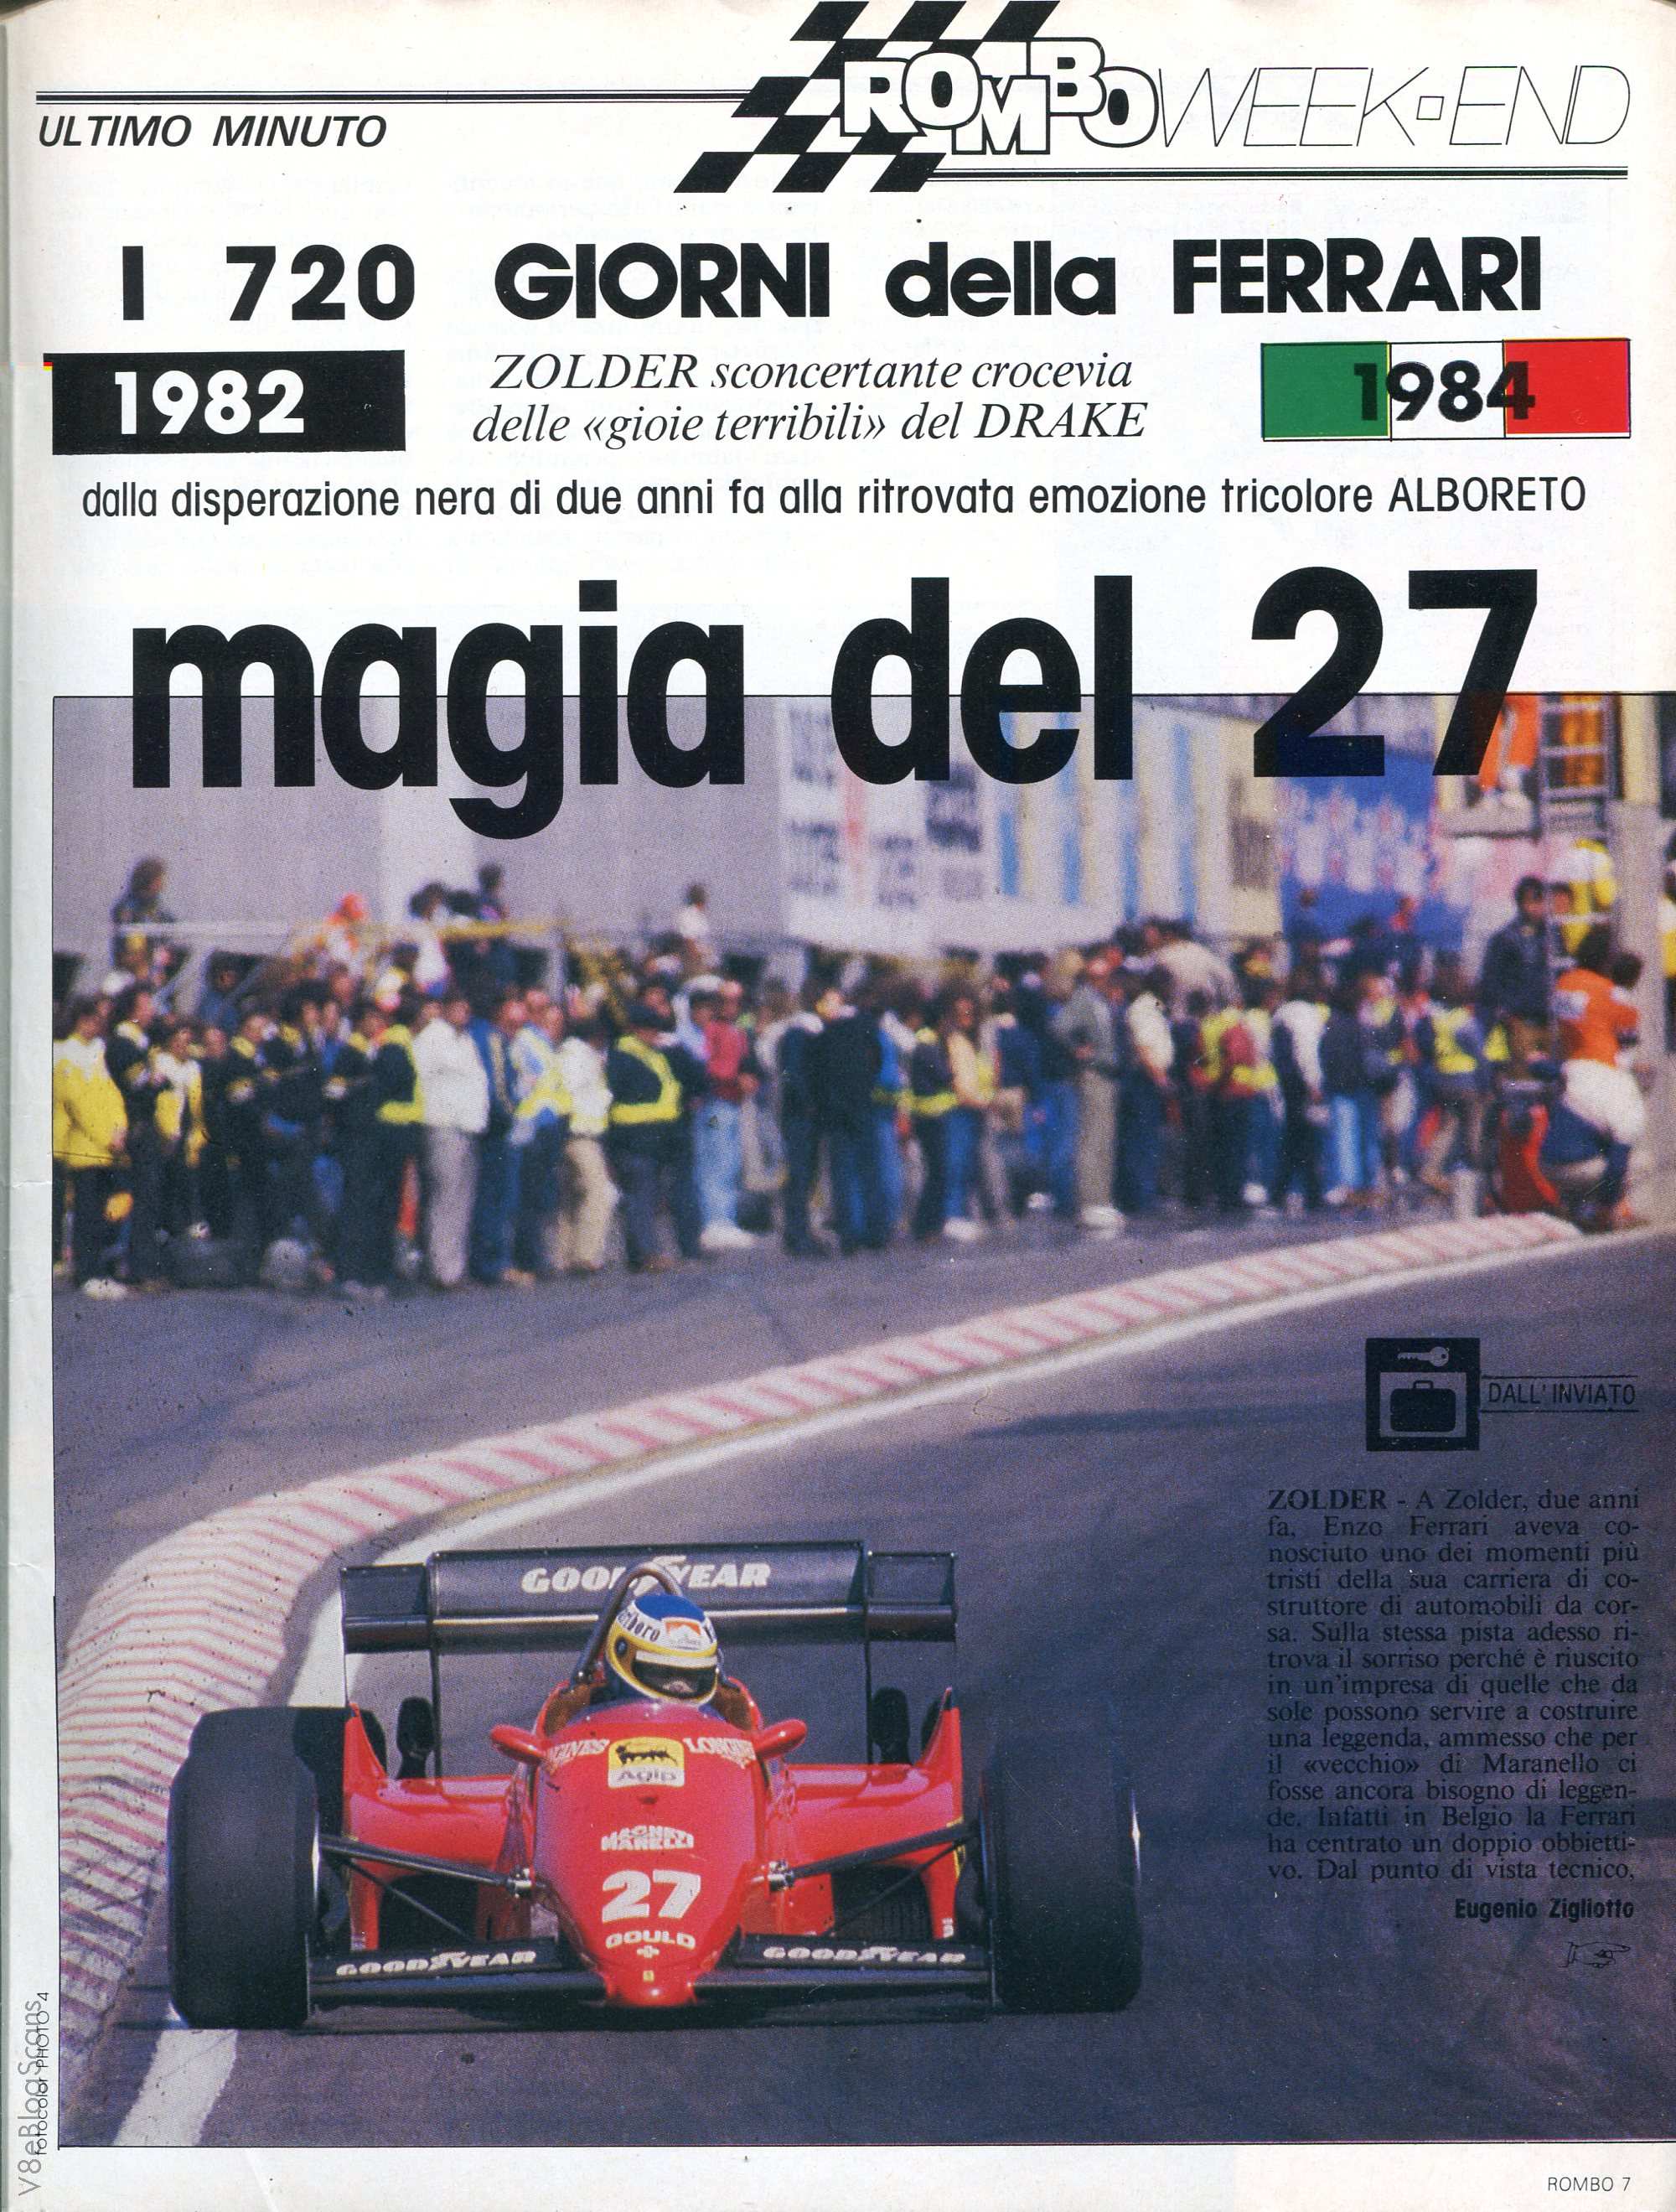 ROMBO WEEK END
ULTIMO MINUTO
I 720 GIORNI della FERRARI
1982
ZOLDER sconcertante crocevia
delle «gioie terribili» del DRAKE
1984
dalla disperazione nera di due anni fa alla ritrovata emozione tricolore ALBORETO
magia del 27
DALL'INVIATO
ZOLDER - A Zolder, due anni
fa, Enzo Ferrari aveva co-
nosciuto uno dei momenti più
tristi della sua carriera di co-
struttore di automobili da cor-
sa. Sulla stessa pista adesso ri-
trova il sorriso perché è riuscito
in un'impresa di quelle che da
sole possono servire a costruire
una leggenda, ammesso che per
il «vecchio» di Maranello ci
fosse ancora bisogno di leggen-
de. Infatti in Belgio la Ferrari
ha centrato un doppio obbietti-
vo. Dal punto di vista tecnico,
Eugenio Zigliotto
GOODYEAR
Marlboro
LONGINES LONGINES
Agip
MAGNETI
MARELLI
27
GOULD
GOODYEAR GOODYEAR
fotocolor PHOTO 4
V8eBlogScans
ROMBO 7